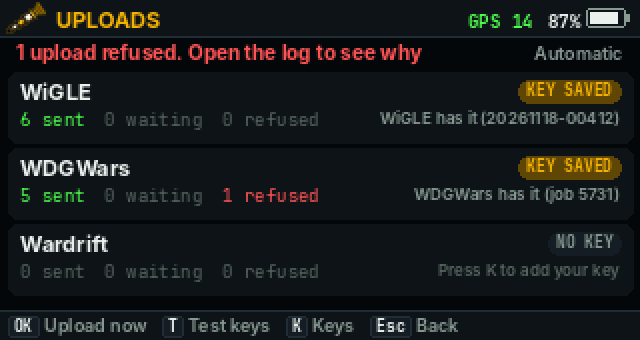 UPLOADS GPS 14 87%
1 upload refused. Open the log to see why Automatic
WiGLE KEY SAVED
6 sent 0 waiting 0 refused WiGLE has it (20261118-00412)
WDGWars KEY SAVED
5 sent 0 waiting 1 refused WDGWars has it (job 5731)
Wardrift NO KEY
0 sent 0 waiting 0 refused Press K to add your key
OK Upload now T Test keys K Keys Esc Back